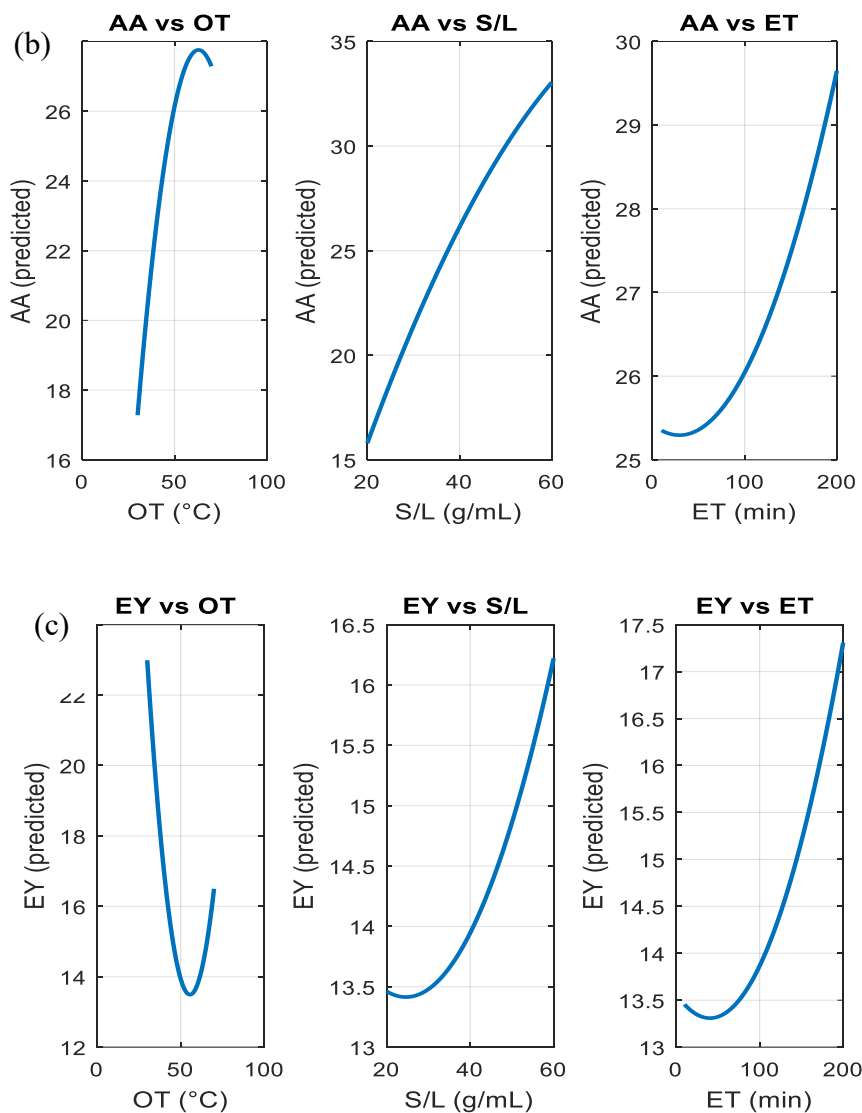 (b)
AA vs OT
AA (predicted)
26
24
22
20
18
16
0
50
100
OT (°C)
AA vs S/L
AA (predicted)
35
30
25
20
15
20
40
60
S/L (g/mL)
AA vs ET
AA (predicted)
30
29
28
27
26
25
0
100
200
ET (min)
(c)
EY vs OT
EY (predicted)
22
20
18
16
14
12
0
50
100
OT (°C)
EY vs S/L
EY (predicted)
16.5
16
15.5
15
14.5
14
13.5
13
20
40
60
S/L (g/mL)
EY vs ET
EY (predicted)
17.5
17
16.5
16
15.5
15
14.5
14
13.5
13
0
100
200
ET (min)